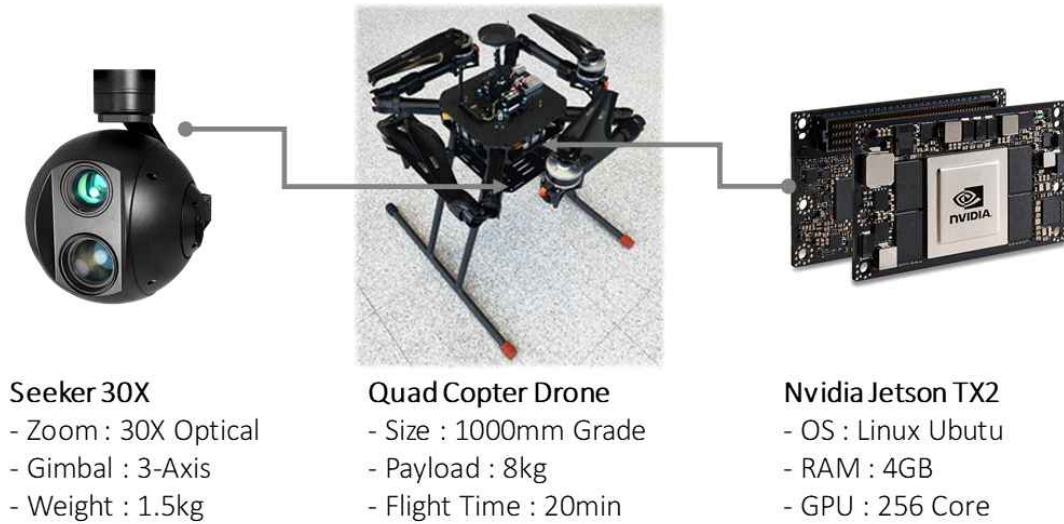 NVIDIA
Seeker 30X
- Zoom : 30X Optical
- Gimbal : 3-Axis
- Weight : 1.5kg
Quad Copter Drone
- Size : 1000mm Grade
- Payload : 8kg
- Flight Time : 20min
Nvidia Jetson TX2
- OS : Linux Ubutu
- RAM : 4GB
- GPU : 256 Core